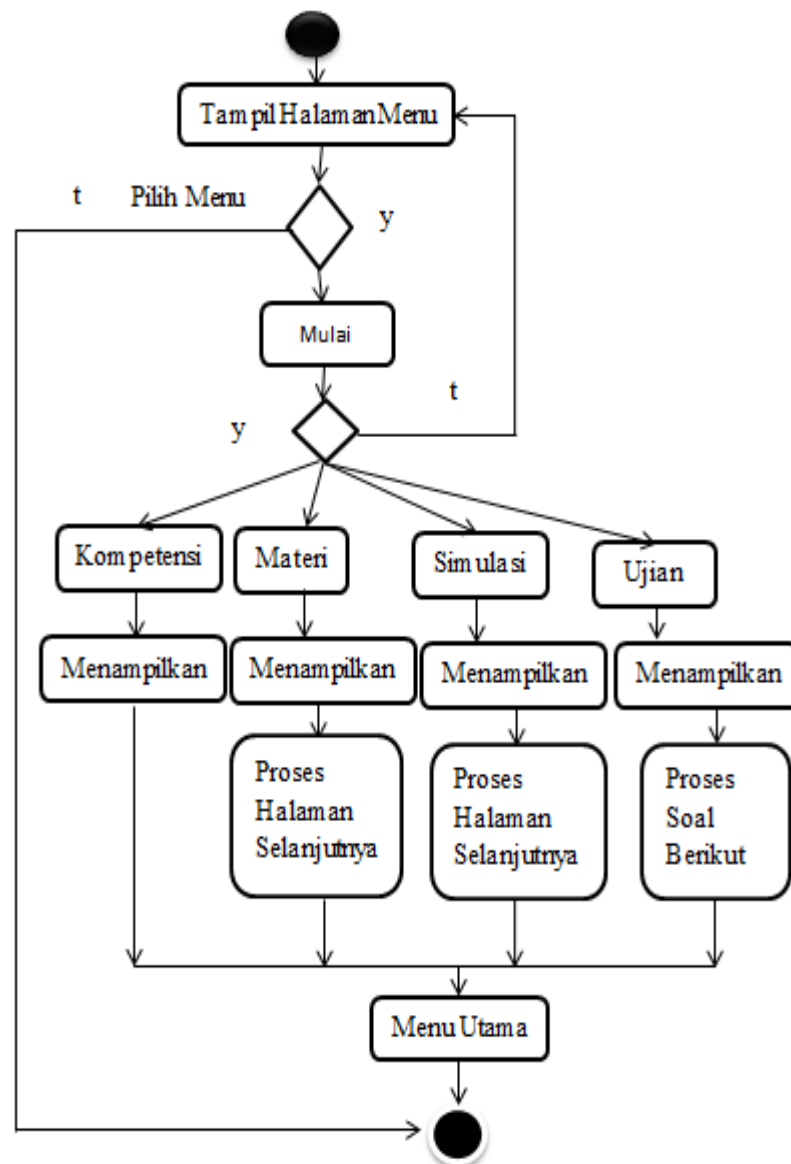 Tampil Halaman Menu
t
Pilih Menu
y
Mulai
t
y
Kompetensi
Materi
Simulasi
Ujian
Menampilkan
Menampilkan
Menampilkan
Menampilkan
Proses
Halaman
Selanjutnya
Proses
Halaman
Selanjutnya
Proses
Soal
Berikut
Menu Utama